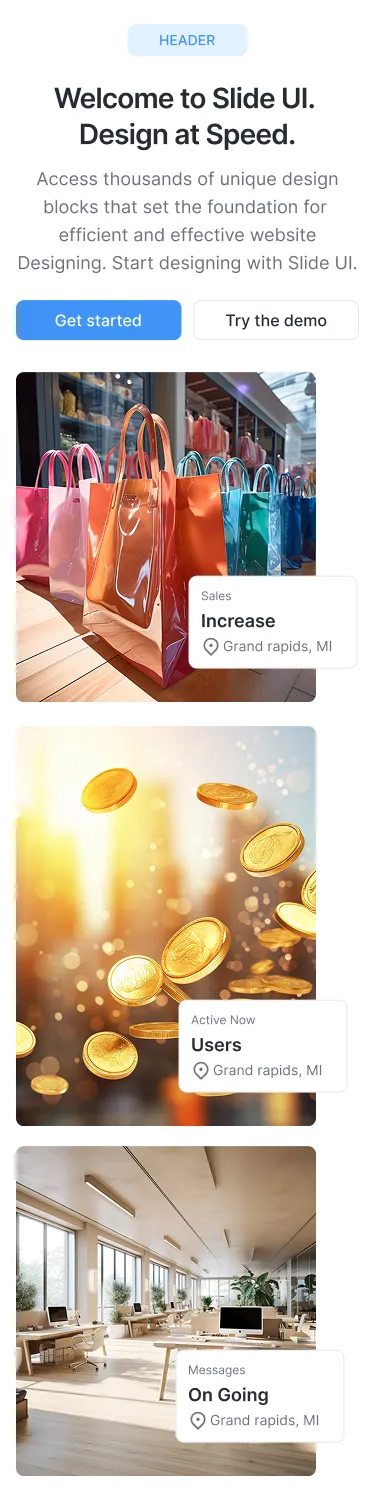 HEADER
Welcome to Slide UI.
Design at Speed.
Access thousands of unique design
blocks that set the foundation for
efficient and effective website
Designing. Start designing with Slide UI.
Get started
Try the demo
Sales
Increase
Grand rapids, MI
Active Now
Users
Grand rapids, MI
Messages
On Going
Grand rapids, MI